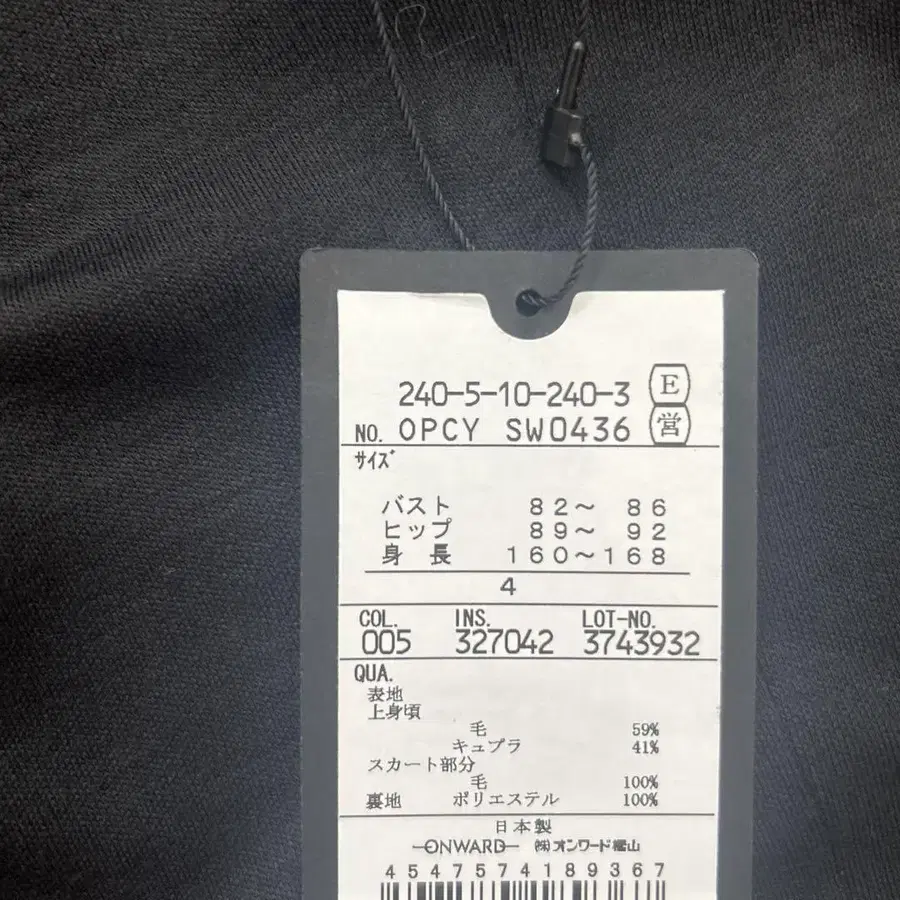 240-5-10-240-3 E
NO. OPCY SW0436 営
サイズ
バスト 82～ 86
ヒップ 89～ 92
身長 160～168
4
COL. INS. LOT-NO.
005 327042 3743932
QUA.
表地
上身頃
毛 59%
キュプラ 41%
スカート部分
毛 100%
裏地 ポリエステル 100%
日本製
ONWARD ㈱オンワード樫山
4547574189367